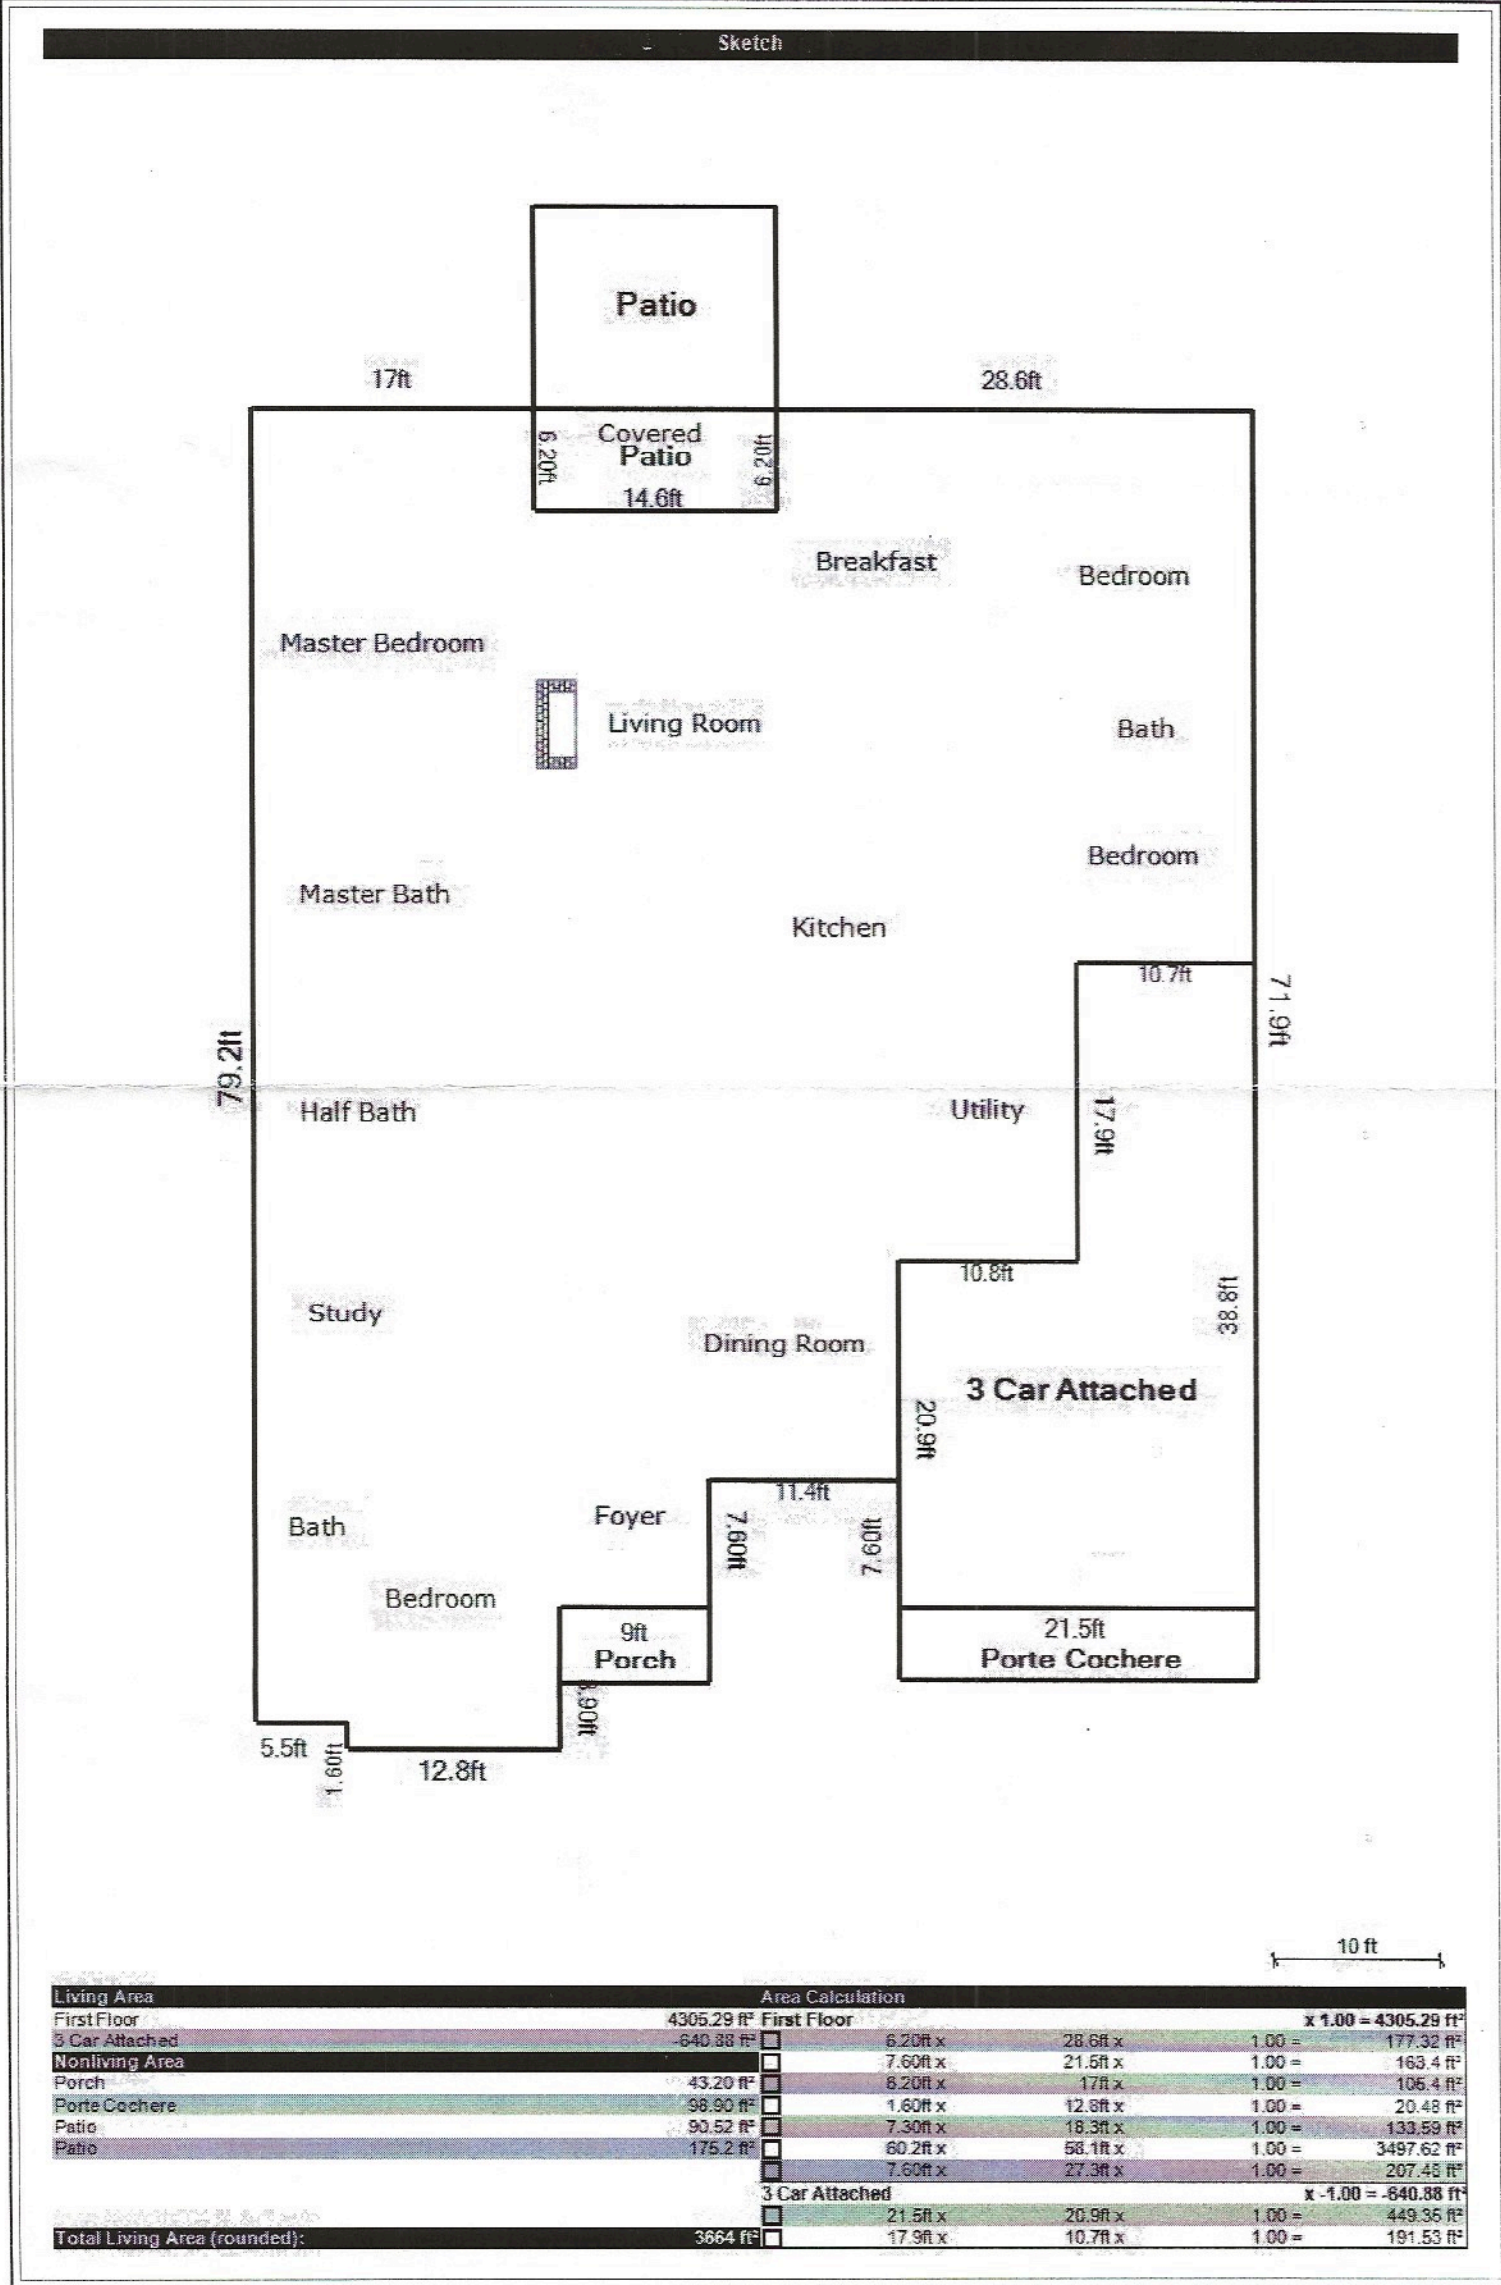 Sketch
Patio
17ft
28.6ft
Covered
Patio
6.20ft
6.20ft
14.6ft
Breakfast
Bedroom
Master Bedroom
Living Room
Bath
Bedroom
Master Bath
Kitchen
10.7ft
71.9ft
79.2ft
Half Bath
Utility
17.9ft
10.8ft
38.8ft
Study
Dining Room
3 Car Attached
20.9ft
11.4ft
Foyer
7.60ft
7.60ft
Bath
Bedroom
9ft
Porch
21.5ft
Porte Cochere
5.5ft
1.60ft
12.8ft
10 ft
Living Area Area Calculation
First Floor 4305.29 ft² First Floor x 1.00 = 4305.29 ft²
3 Car Attached -640.88 ft² 6.20ft x 28.6ft x 1.00 = 177.32 ft²
Nonliving Area 7.60ft x 21.5ft x 1.00 = 163.4 ft²
Porch 43.20 ft² 6.20ft x 17ft x 1.00 = 105.4 ft²
Porte Cochere 98.90 ft² 1.60ft x 12.8ft x 1.00 = 20.48 ft²
Patio 90.52 ft² 7.30ft x 18.3ft x 1.00 = 133.59 ft²
Patio 175.2 ft² 60.2ft x 58.1ft x 1.00 = 3497.62 ft²
7.60ft x 27.3ft x 1.00 = 207.48 ft²
3 Car Attached x -1.00 = -640.88 ft²
21.5ft x 20.9ft x 1.00 = 449.35 ft²
Total Living Area (rounded): 3664 ft² 17.9ft x 10.7ft x 1.00 = 191.53 ft²